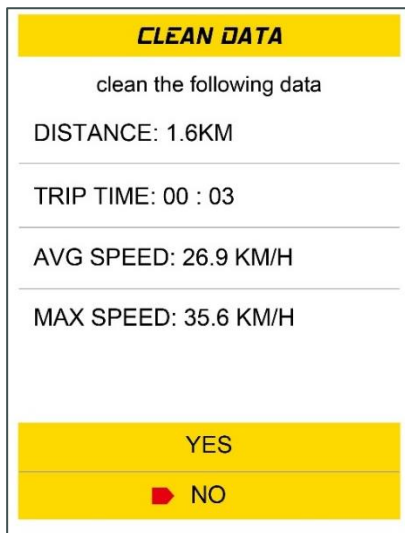 CLEAN DATA
clean the following data
DISTANCE: 1.6KM
TRIP TIME: 00 : 03
AVG SPEED: 26.9 KM/H
MAX SPEED: 35.6 KM/H
YES
NO